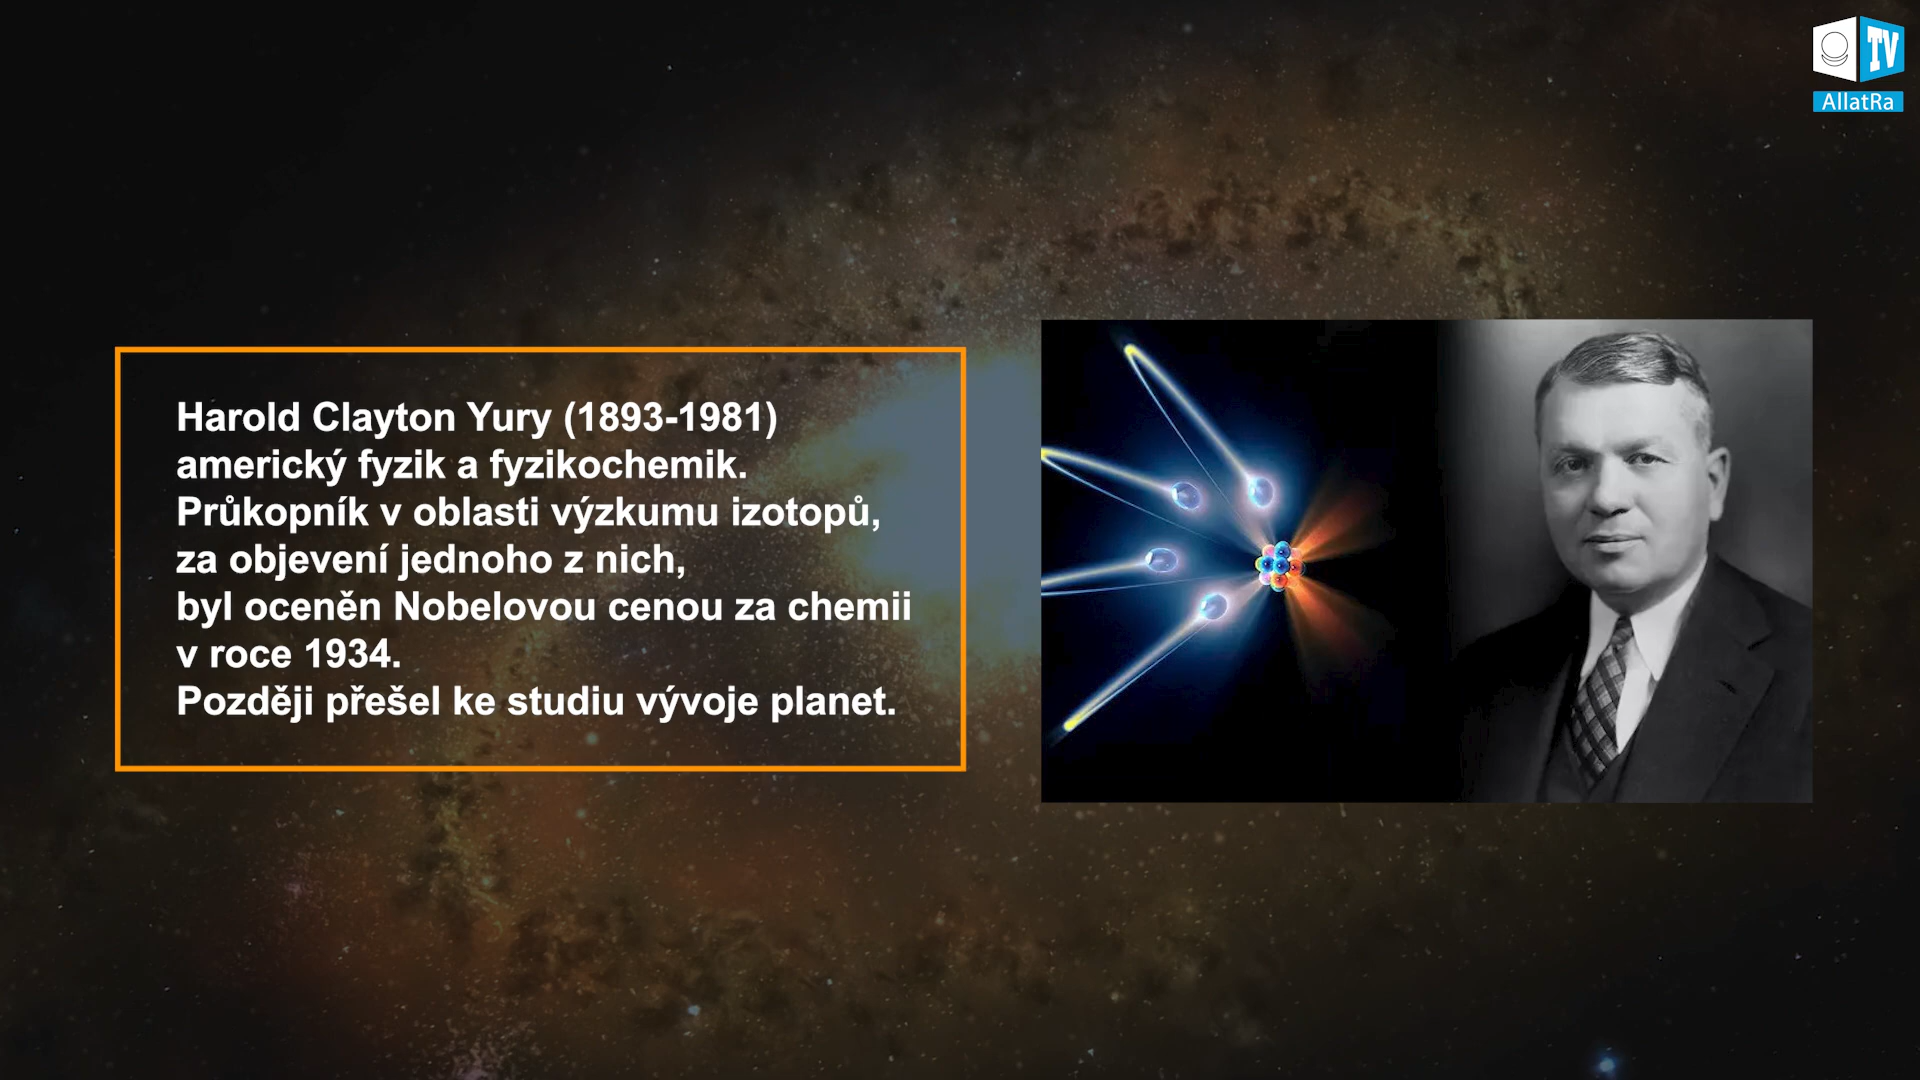 TV
AllatRa
Harold Clayton Yury (1893-1981)
americký fyzik a fyzikochemik.
Průkopník v oblasti výzkumu izotopů,
za objevení jednoho z nich,
byl oceněn Nobelovou cenou za chemii
v roce 1934.
Později přešel ke studiu vývoje planet.